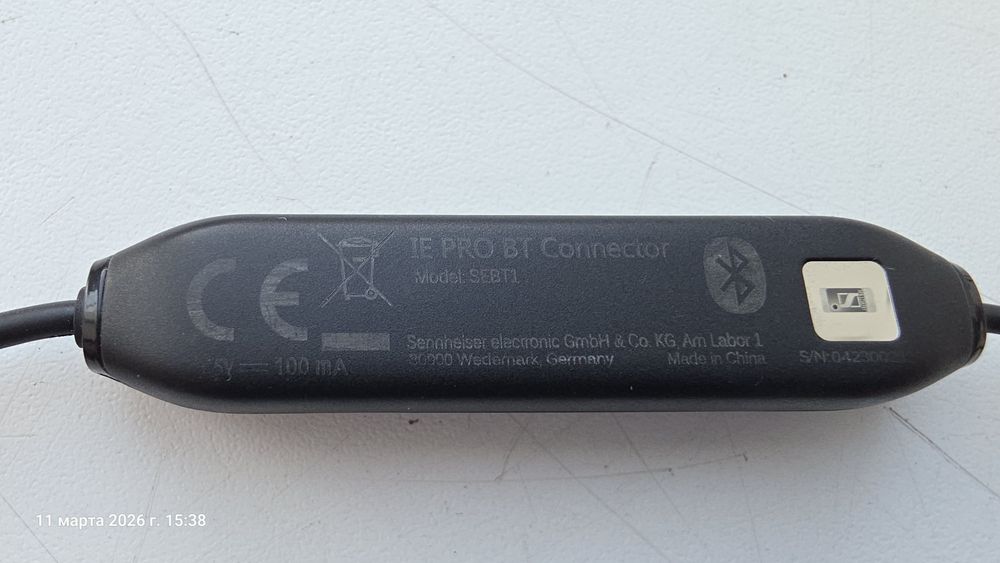 IE PRO BT Connector
Model: SEBT1
Sennheiser electronic GmbH & Co. KG, Am Labor 1
30900 Wedemark, Germany
Made in China
CE
5V ⎓ 100 mA
S/N:
11 марта 2026 г. 15:38